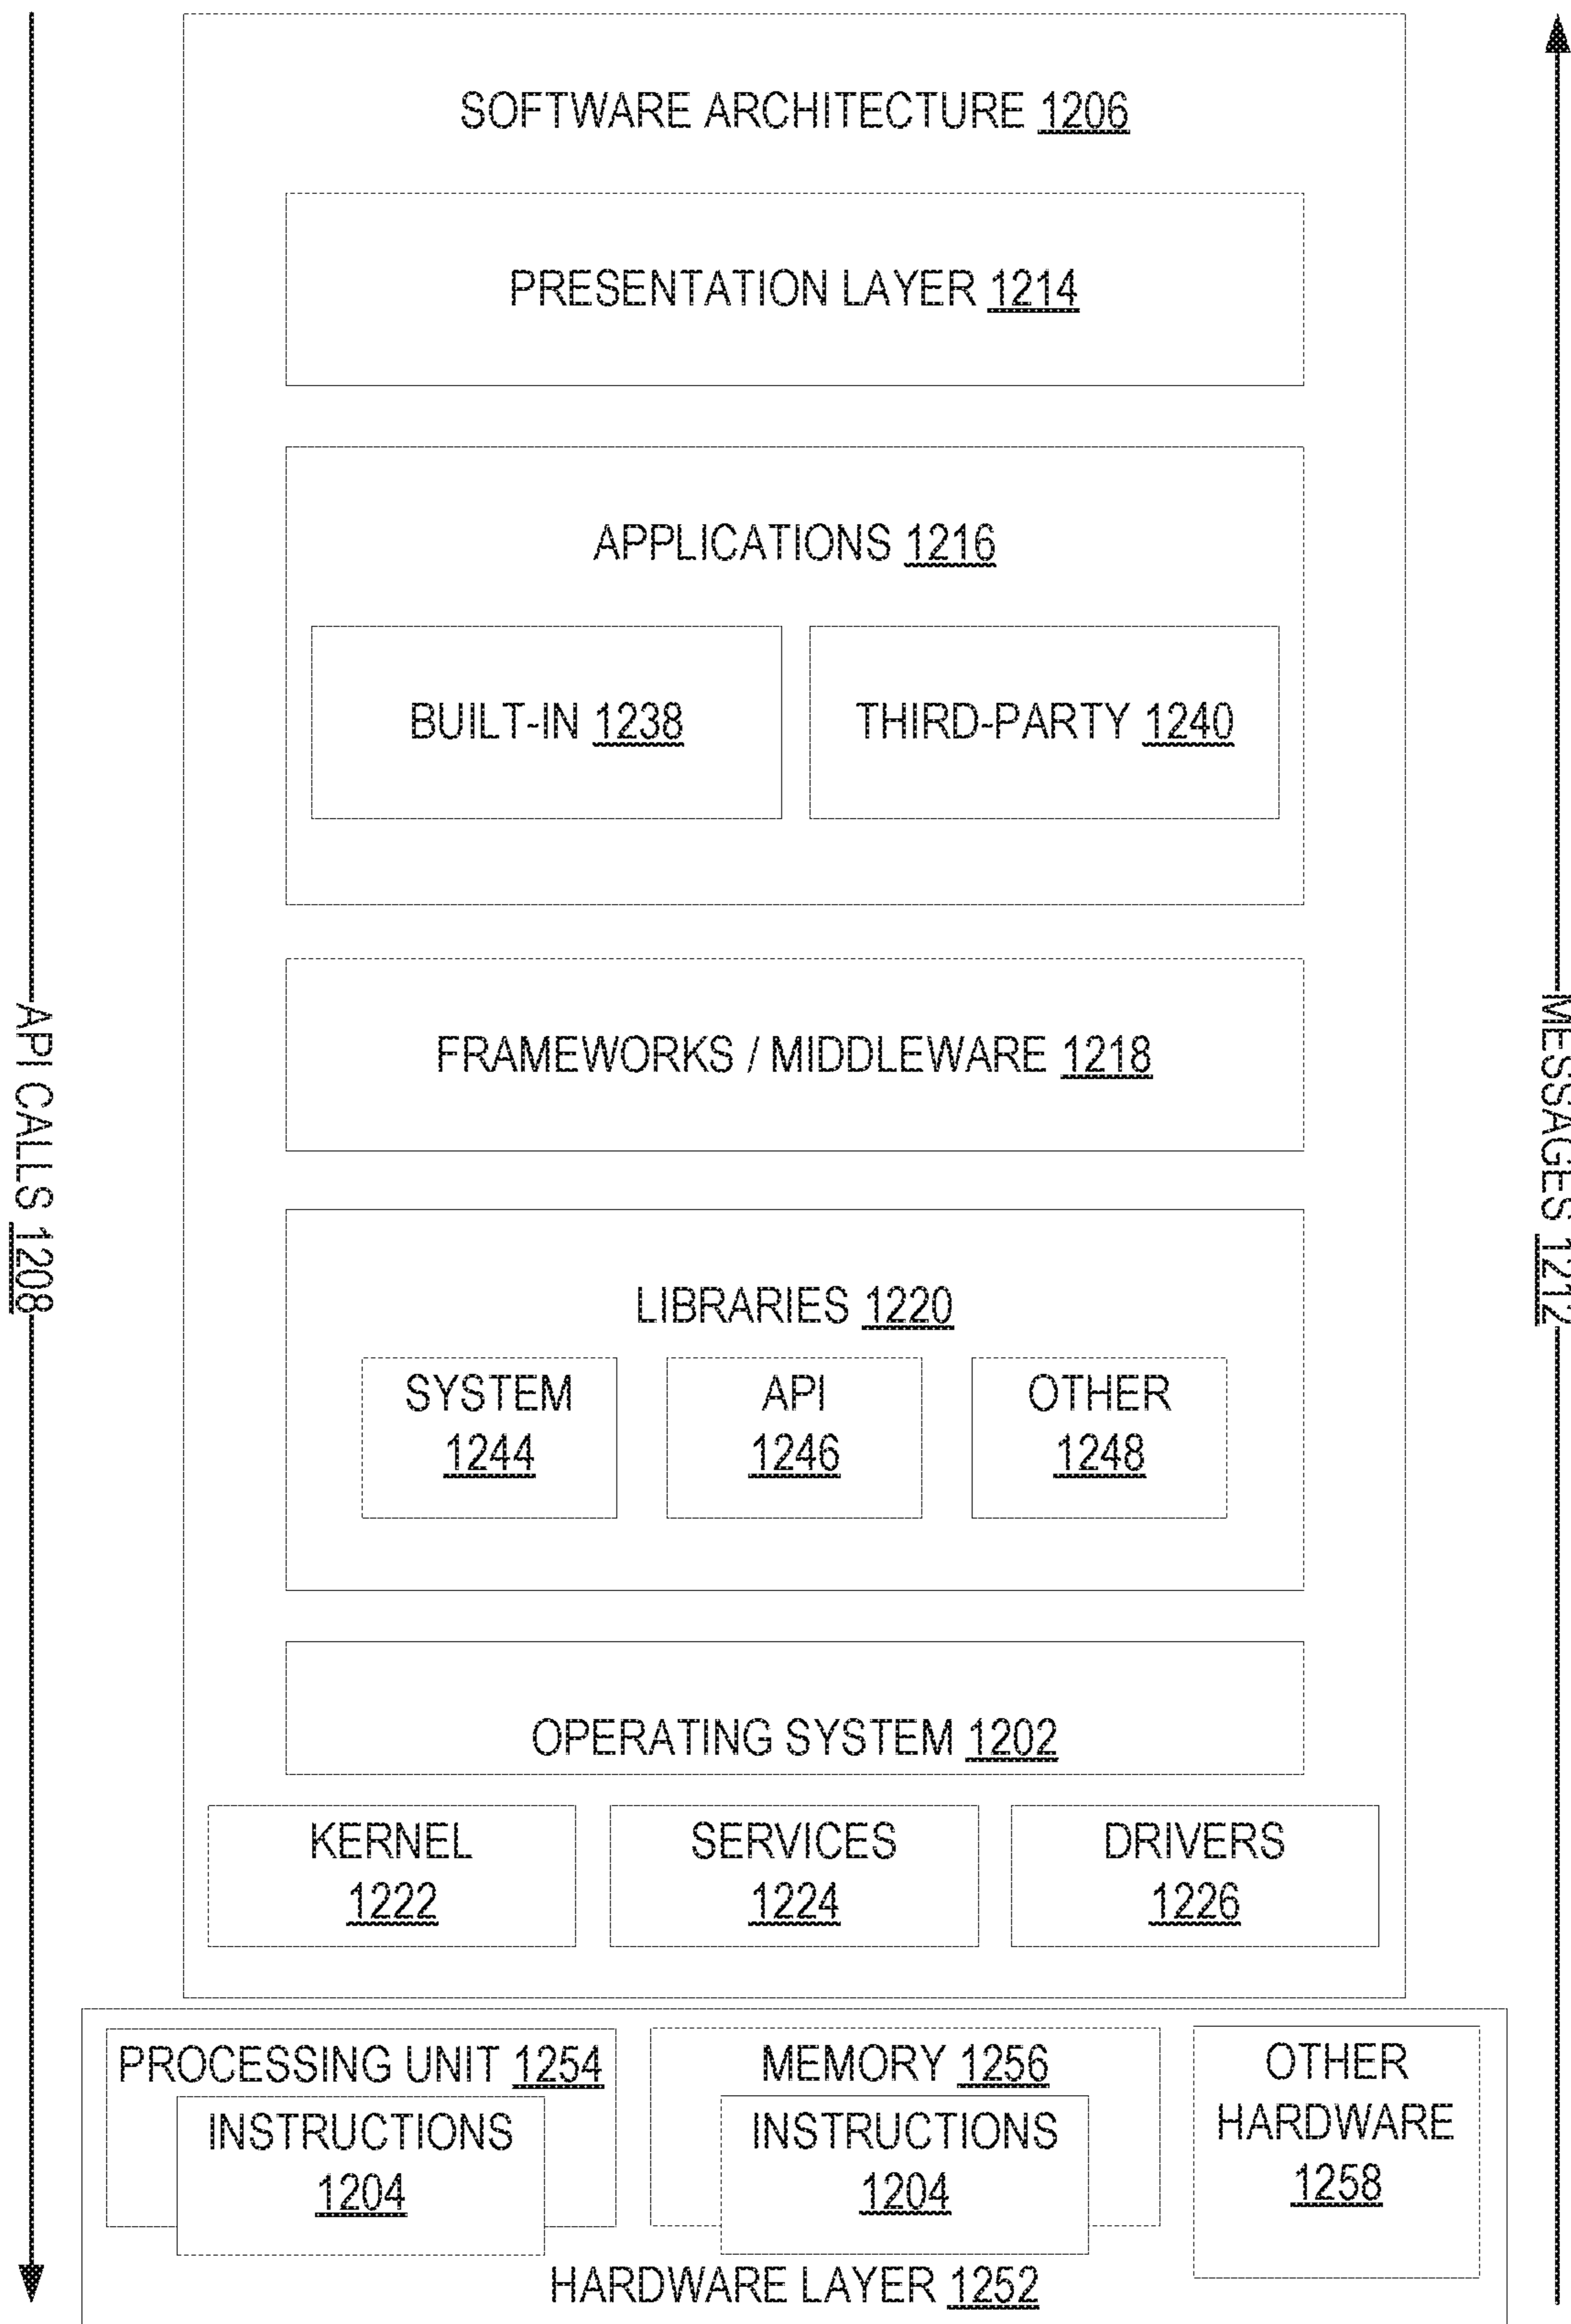 SOFTWARE ARCHITECTURE 1206
PRESENTATION LAYER 1214
APPLICATIONS 1216
BUILT-IN 1238
THIRD-PARTY 1240
FRAMEWORKS / MIDDLEWARE 1218
API CALLS 1208
MESSAGES 1212
LIBRARIES 1220
SYSTEM
1244
API
1246
OTHER
1248
OPERATING SYSTEM 1202
KERNEL
1222
SERVICES
1224
DRIVERS
1226
PROCESSING UNIT 1254
INSTRUCTIONS
1204
MEMORY 1256
INSTRUCTIONS
1204
OTHER
HARDWARE
1258
HARDWARE LAYER 1252